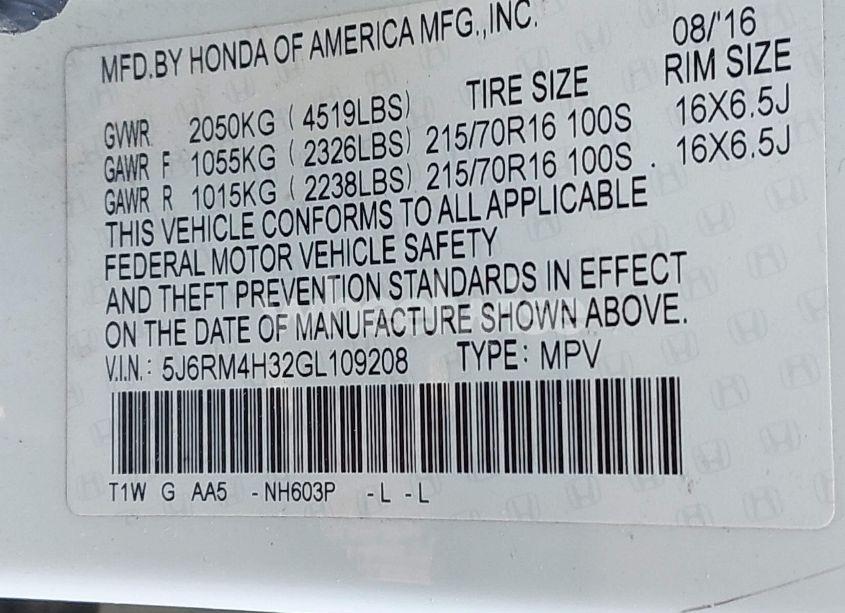 MFD.BY HONDA OF AMERICA MFG.,INC. 08/'16
TIRE SIZE RIM SIZE
GVWR 2050KG ( 4519LBS)
GAWR F 1055KG ( 2326LBS) 215/70R16 100S 16X6.5J
GAWR R 1015KG ( 2238LBS) 215/70R16 100S . 16X6.5J
THIS VEHICLE CONFORMS TO ALL APPLICABLE
FEDERAL MOTOR VEHICLE SAFETY
AND THEFT PREVENTION STANDARDS IN EFFECT
ON THE DATE OF MANUFACTURE SHOWN ABOVE.
V.I.N.: 5J6RM4H32GL109208 TYPE: MPV
T1W G AA5 -NH603P -L -L